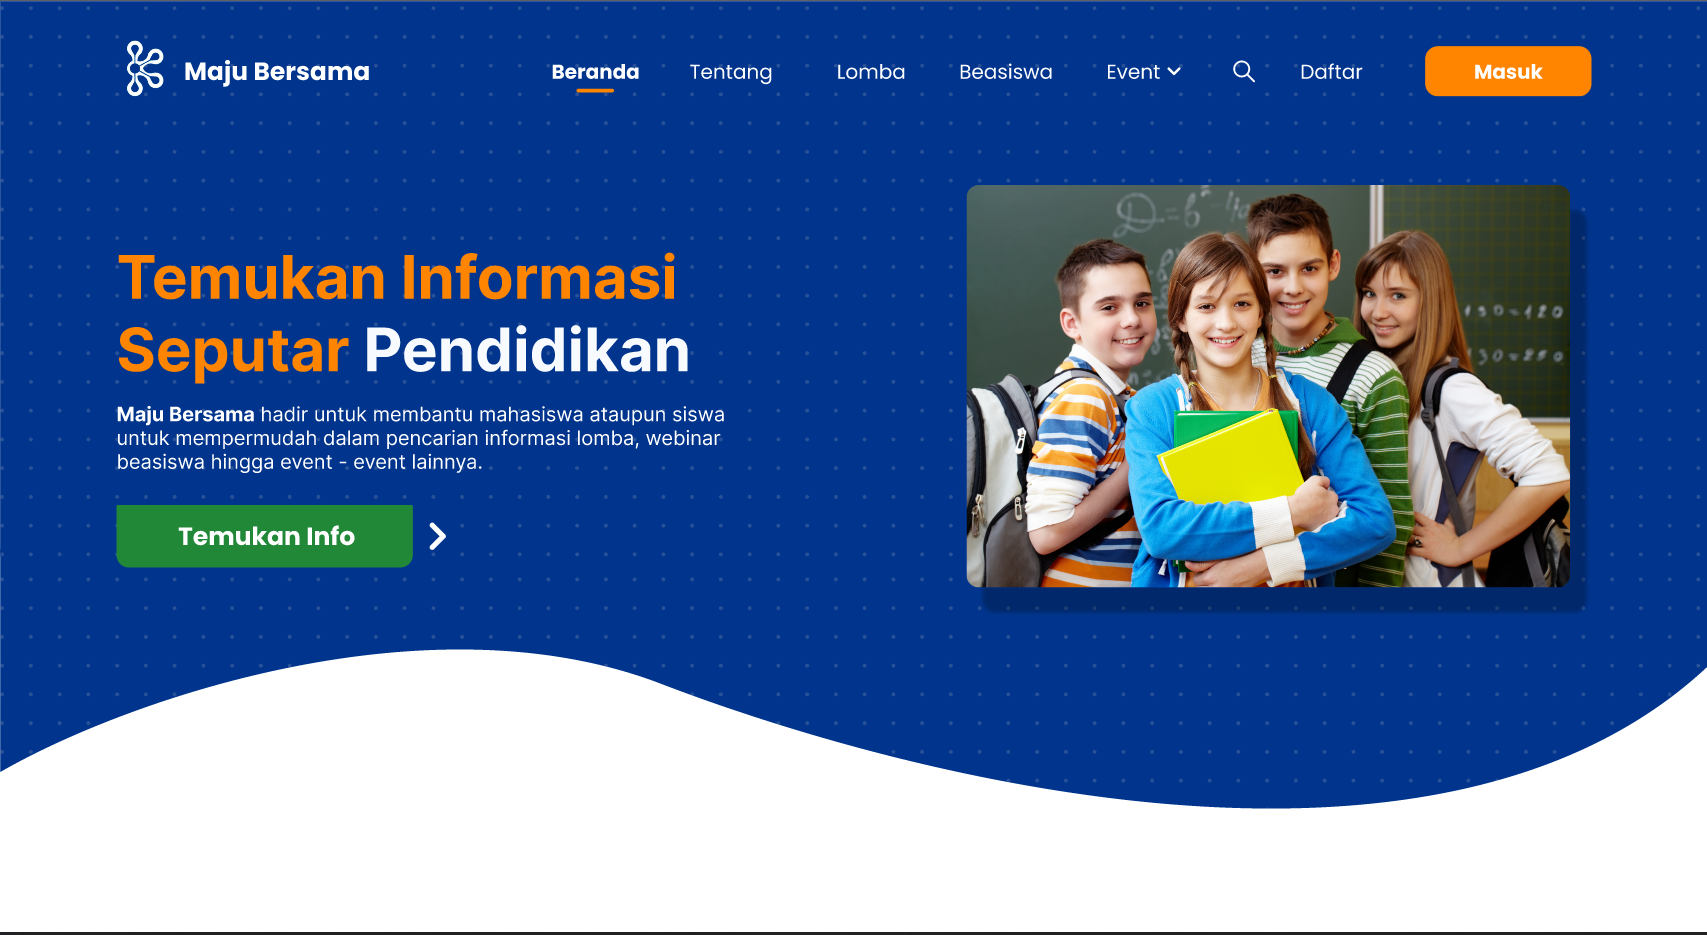 Maju Bersama
Beranda Tentang Lomba Beasiswa Event Daftar Masuk
Temukan Informasi
Seputar Pendidikan
Maju Bersama hadir untuk membantu mahasiswa ataupun siswa
untuk mempermudah dalam pencarian informasi lomba, webinar
beasiswa hingga event - event lainnya.
Temukan Info